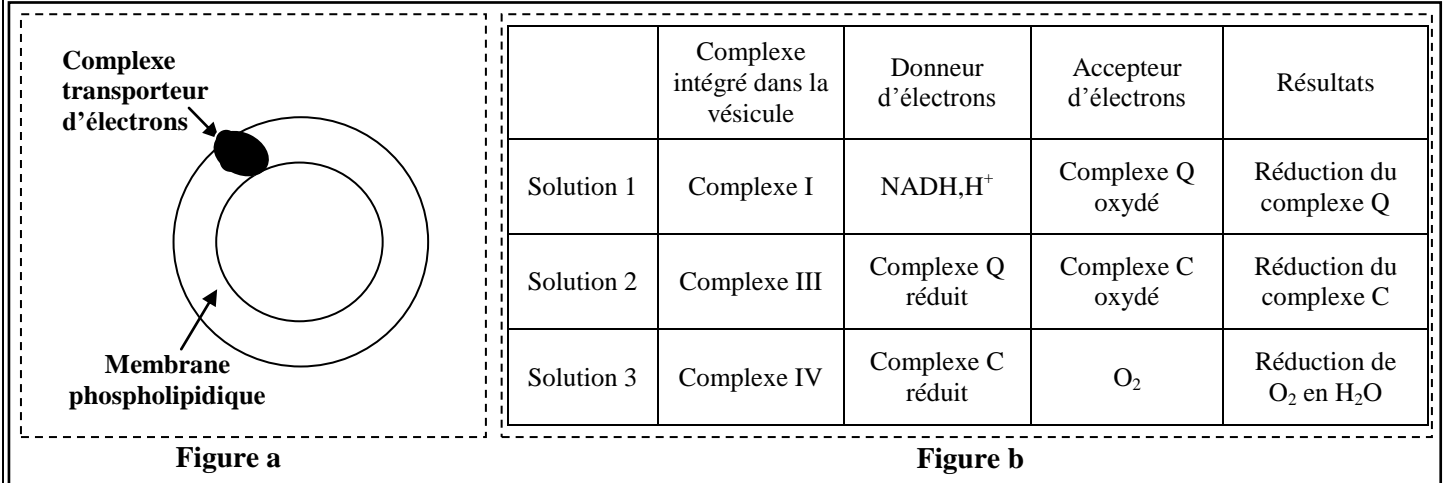 Complexe
transporteur
d'électrons
Membrane
phospholipidique
Figure a
Complexe
intégré dans la
vésicule
Donneur
d'électrons
Accepteur
d'électrons
Résultats
Solution 1
Complexe I
NADH,H⁺
Complexe Q
oxydé
Réduction du
complexe Q
Solution 2
Complexe III
Complexe Q
réduit
Complexe C
oxydé
Réduction du
complexe C
Solution 3
Complexe IV
Complexe C
réduit
O₂
Réduction de
O₂ en H₂O
Figure b